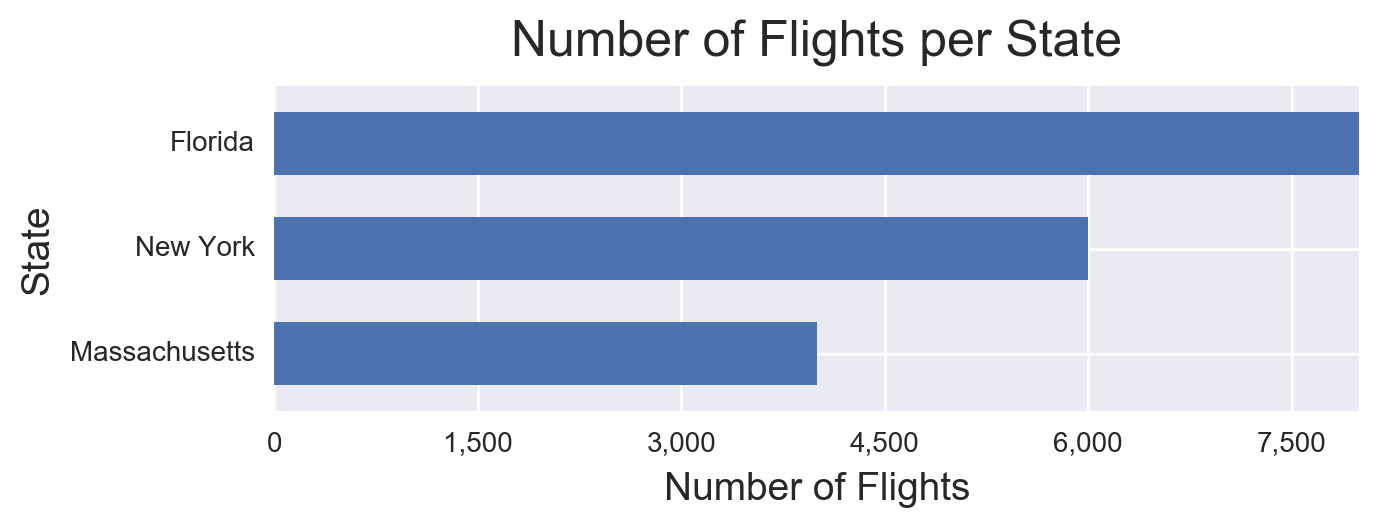 Number of Flights per State
Florida
New York
Massachusetts
State
0 1,500 3,000 4,500 6,000 7,500
Number of Flights